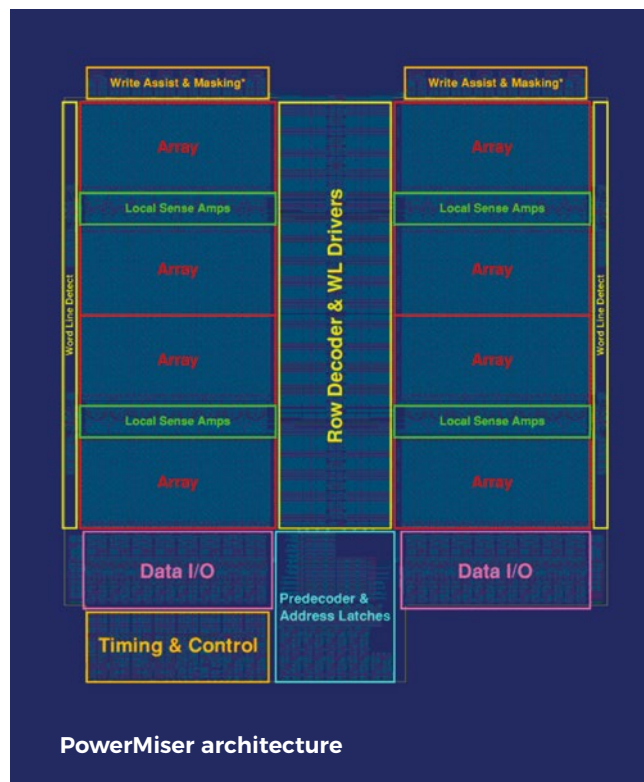 Write Assist & Masking*
Write Assist & Masking*
Array
Array
Local Sense Amps
Local Sense Amps
Array
Array
Word Line Detect
Row Decoder & WL Drivers
Word Line Detect
Array
Array
Local Sense Amps
Local Sense Amps
Array
Array
Data I/O
Data I/O
Predecoder &
Address Latches
Timing & Control
PowerMiser architecture